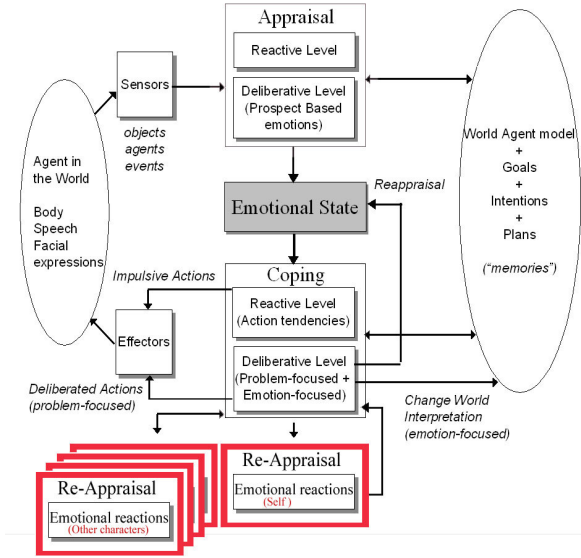 Appraisal
Reactive Level
Deliberative Level
(Prospect Based
emotions)
Sensors
objects
agents
events
Agent in
the World
Body
Speech
Facial
expressions
World Agent model
+
Goals
+
Intentions
+
Plans
(“memories”)
Reappraisal
Emotional State
Impulsive Actions
Coping
Reactive Level
(Action tendencies)
Effectors
Deliberative Level
(Problem-focused +
Emotion-focused)
Deliberated Actions
(problem-focused)
Change World
Interpretation
(emotion-focused)
Re-Appraisal
Emotional reactions
(Other characters)
Re-Appraisal
Emotional reactions
(Self )